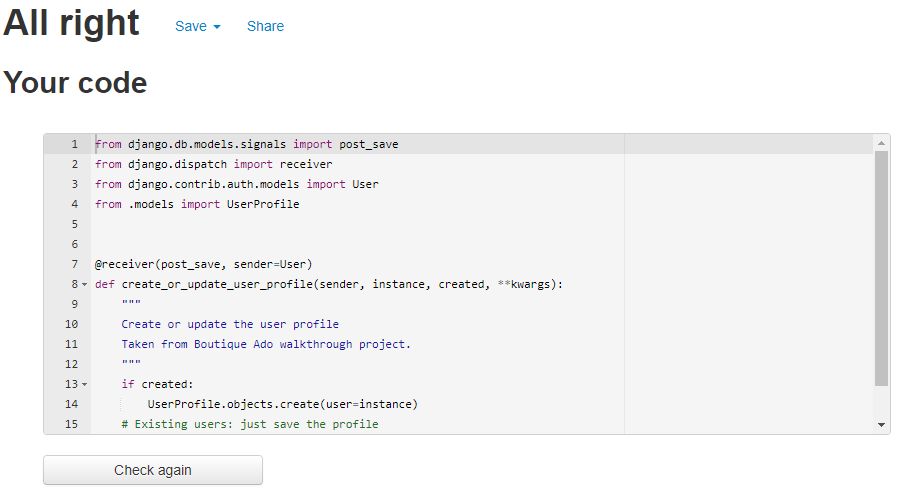 All right Save Share
Your code
1 from django.db.models.signals import post_save
2 from django.dispatch import receiver
3 from django.contrib.auth.models import User
4 from .models import UserProfile
5
6
7 @receiver(post_save, sender=User)
8 def create_or_update_user_profile(sender, instance, created, **kwargs):
9     """
10     Create or update the user profile
11     Taken from Boutique Ado walkthrough project.
12     """
13     if created:
14         UserProfile.objects.create(user=instance)
15     # Existing users: just save the profile
Check again